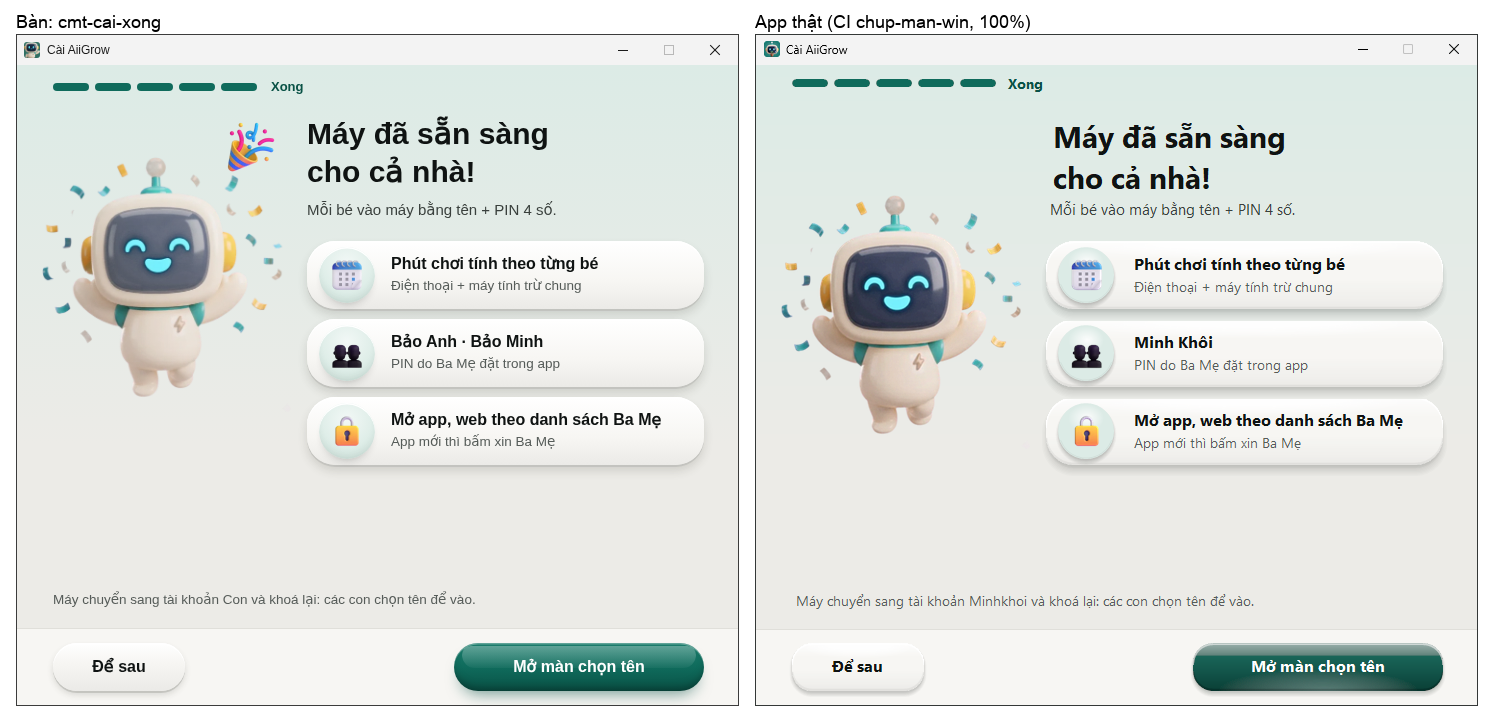 Bàn: cmt-cai-xong
Cài AiiGrow
Xong
Máy đã sẵn sàng
cho cả nhà!
Mỗi bé vào máy bằng tên + PIN 4 số.
Phút chơi tính theo từng bé
Điện thoại + máy tính trừ chung
Bảo Anh · Bảo Minh
PIN do Ba Mẹ đặt trong app
Mở app, web theo danh sách Ba Mẹ
App mới thì bấm xin Ba Mẹ
Máy chuyển sang tài khoản Con và khoá lại: các con chọn tên để vào.
Để sau
Mở màn chọn tên
App thật (CI chup-man-win, 100%)
Cài AiiGrow
Xong
Máy đã sẵn sàng
cho cả nhà!
Mỗi bé vào máy bằng tên + PIN 4 số.
Phút chơi tính theo từng bé
Điện thoại + máy tính trừ chung
Minh Khôi
PIN do Ba Mẹ đặt trong app
Mở app, web theo danh sách Ba Mẹ
App mới thì bấm xin Ba Mẹ
Máy chuyển sang tài khoản Minhkhoi và khoá lại: các con chọn tên để vào.
Để sau
Mở màn chọn tên